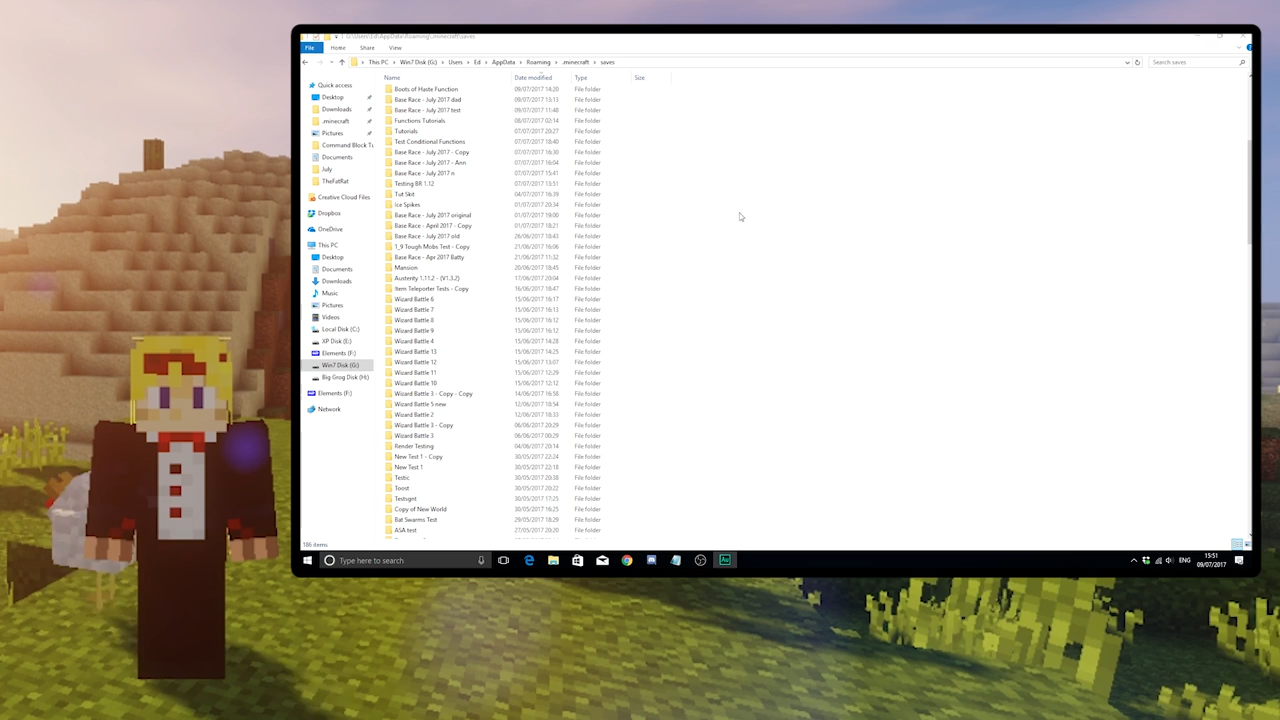 G:\Users\Ed\AppData\Roaming\.minecraft\saves
File Home Share View
This PC Win7 Disk (G:) Users Ed AppData Roaming .minecraft saves Search saves
Name Date modified Type Size
Quick access
Desktop
Downloads
.minecraft
Pictures
Command Block Tu
Documents
July
TheFatRat
Creative Cloud Files
Dropbox
OneDrive
This PC
Desktop
Documents
Downloads
Music
Pictures
Videos
Local Disk (C:)
XP Disk (E:)
Elements (F:)
Win7 Disk (G:)
Big Grog Disk (H:)
Elements (F:)
Network
Boots of Haste Function 09/07/2017 14:20 File folder
Base Race - July 2017 dad 09/07/2017 13:13 File folder
Base Race - July 2017 test 09/07/2017 11:48 File folder
Functions Tutorials 08/07/2017 02:14 File folder
Tutorials 07/07/2017 20:27 File folder
Test Conditional Functions 07/07/2017 18:40 File folder
Base Race - July 2017 - Copy 07/07/2017 16:30 File folder
Base Race - July 2017 - Ann 07/07/2017 16:04 File folder
Base Race - July 2017 n 07/07/2017 15:41 File folder
Testing BR 1.12 07/07/2017 13:51 File folder
Tut Skit 04/07/2017 16:39 File folder
Ice Spikes 01/07/2017 20:34 File folder
Base Race - July 2017 original 01/07/2017 19:00 File folder
Base Race - April 2017 - Copy 01/07/2017 18:21 File folder
Base Race - July 2017 old 26/06/2017 18:43 File folder
1_9 Tough Mobs Test - Copy 21/06/2017 16:06 File folder
Base Race - Apr 2017 Batty 21/06/2017 11:32 File folder
Mansion 20/06/2017 18:45 File folder
Austerity 1.11.2 - (V1.3.2) 17/06/2017 20:04 File folder
Item Teleporter Tests - Copy 16/06/2017 18:47 File folder
Wizard Battle 6 15/06/2017 16:17 File folder
Wizard Battle 7 15/06/2017 16:13 File folder
Wizard Battle 8 15/06/2017 16:12 File folder
Wizard Battle 9 15/06/2017 16:12 File folder
Wizard Battle 4 15/06/2017 14:28 File folder
Wizard Battle 13 15/06/2017 14:25 File folder
Wizard Battle 12 15/06/2017 13:07 File folder
Wizard Battle 11 15/06/2017 12:29 File folder
Wizard Battle 10 15/06/2017 12:12 File folder
Wizard Battle 3 - Copy - Copy 14/06/2017 16:58 File folder
Wizard Battle 5 new 12/06/2017 18:54 File folder
Wizard Battle 2 12/06/2017 18:33 File folder
Wizard Battle 3 - Copy 06/06/2017 20:29 File folder
Wizard Battle 3 06/06/2017 00:29 File folder
Render Testing 04/06/2017 20:14 File folder
New Test 1 - Copy 30/05/2017 22:24 File folder
New Test 1 30/05/2017 22:18 File folder
Testic 30/05/2017 20:38 File folder
Toost 30/05/2017 20:22 File folder
Testsgnt 30/05/2017 17:25 File folder
Copy of New World 30/05/2017 16:25 File folder
Bat Swarms Test 29/05/2017 18:29 File folder
ASA test 27/05/2017 20:20 File folder
186 items
Type here to search
Au
ENG
15:51
09/07/2017